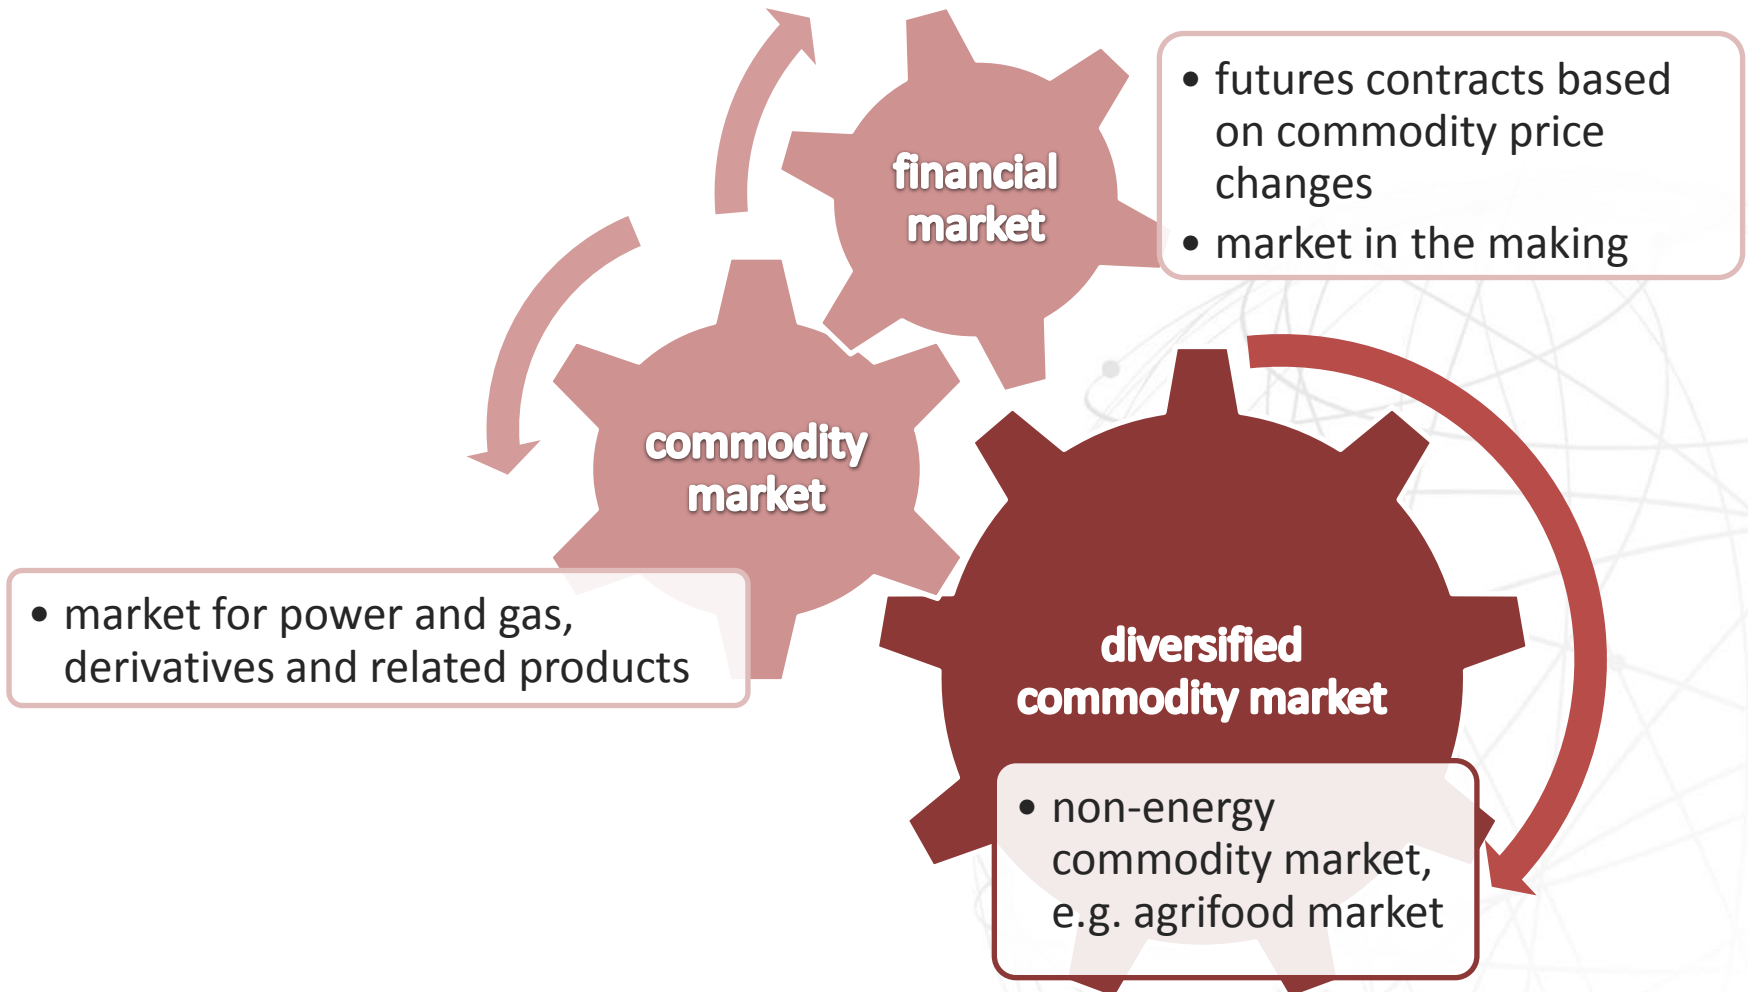 financial
market
• futures contracts based
on commodity price
changes
• market in the making
commodity
market
• market for power and gas,
derivatives and related products
diversified
commodity market
• non-energy
commodity market,
e.g. agrifood market